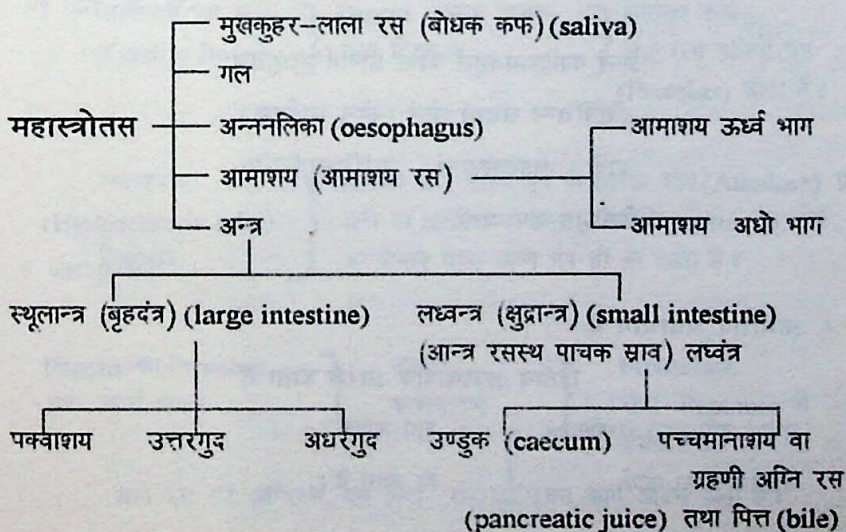 मुखकुहर–लाला रस (बोधक कफ) (saliva)
गल
महास्त्रोतस
अन्ननलिका (oesophagus)
आमाशय ऊर्ध्व भाग
आमाशय (आमाशय रस)
अन्त्र
आमाशय अधो भाग
स्थूलान्त्र (बृहदंत्र) (large intestine)
लध्वन्त्र (क्षुद्रान्त्र) (small intestine)
(आन्त्र रसस्थ पाचक स्राव) लघ्वंत्र
पक्वाशय उत्तरगुद अधरगुद उण्डुक (caecum) पच्चमानाशय वा
ग्रहणी अग्नि रस
(pancreatic juice) तथा पित्त (bile)